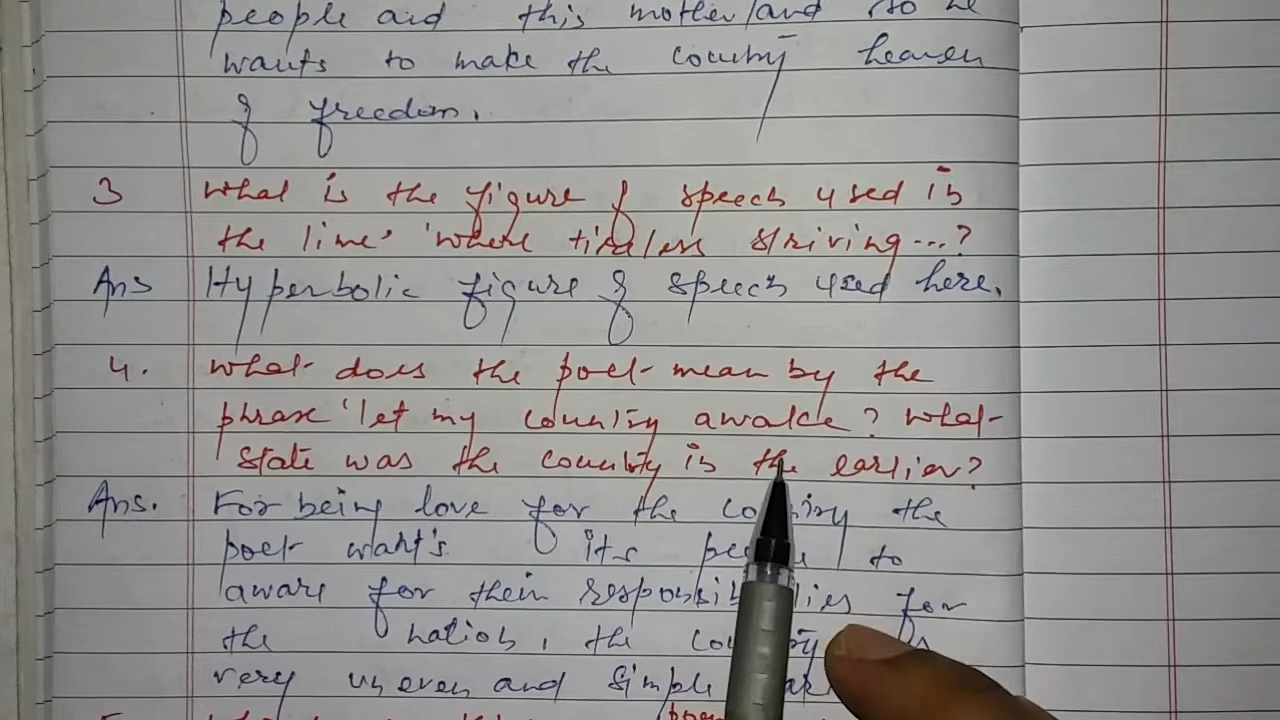 people and this motherland so he
wants to make the country heaven
of freedom.
3 What is the figure of speech used in
the line 'where tireless striving...?
Ans Hyperbolic figure of speech used here.
4. What does the poet mean by the
phrase 'let my country awake? What
state was the country in the earlier?
Ans. For being love for the country the
poet want's its people to
aware for their responsibilities for
the nation, the country
very uneven and simple